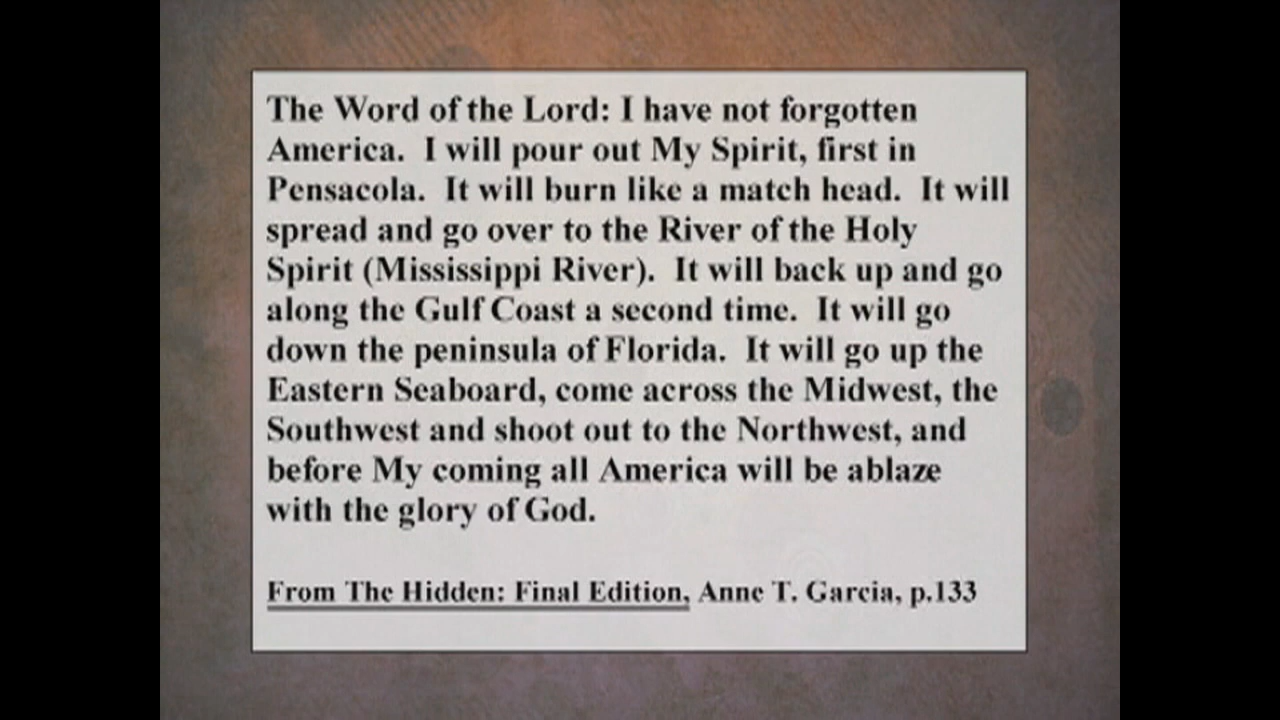 The Word of the Lord: I have not forgotten
America.  I will pour out My Spirit, first in
Pensacola.  It will burn like a match head.  It will
spread and go over to the River of the Holy
Spirit (Mississippi River).  It will back up and go
along the Gulf Coast a second time.  It will go
down the peninsula of Florida.  It will go up the
Eastern Seaboard, come across the Midwest, the
Southwest and shoot out to the Northwest, and
before My coming all America will be ablaze
with the glory of God.
From The Hidden: Final Edition, Anne T. Garcia, p.133